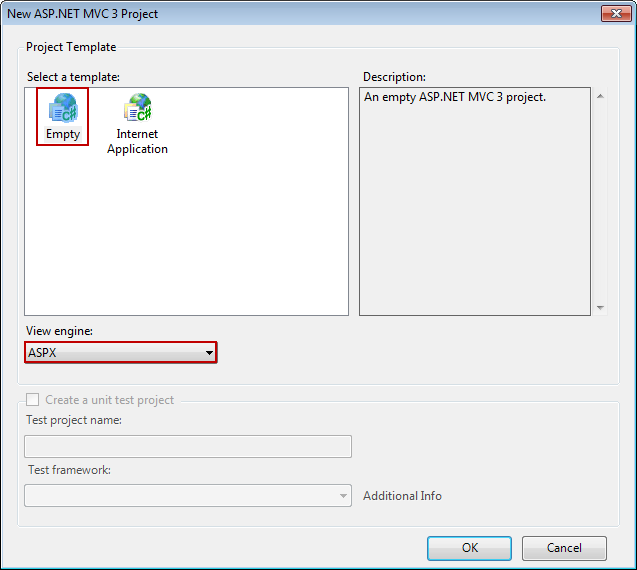 New ASP.NET MVC 3 Project
Project Template
Select a template:
Description:
Empty
Internet
Application
An empty ASP.NET MVC 3 project.
View engine:
ASPX
Create a unit test project
Test project name:
Test framework:
Additional Info
OK
Cancel